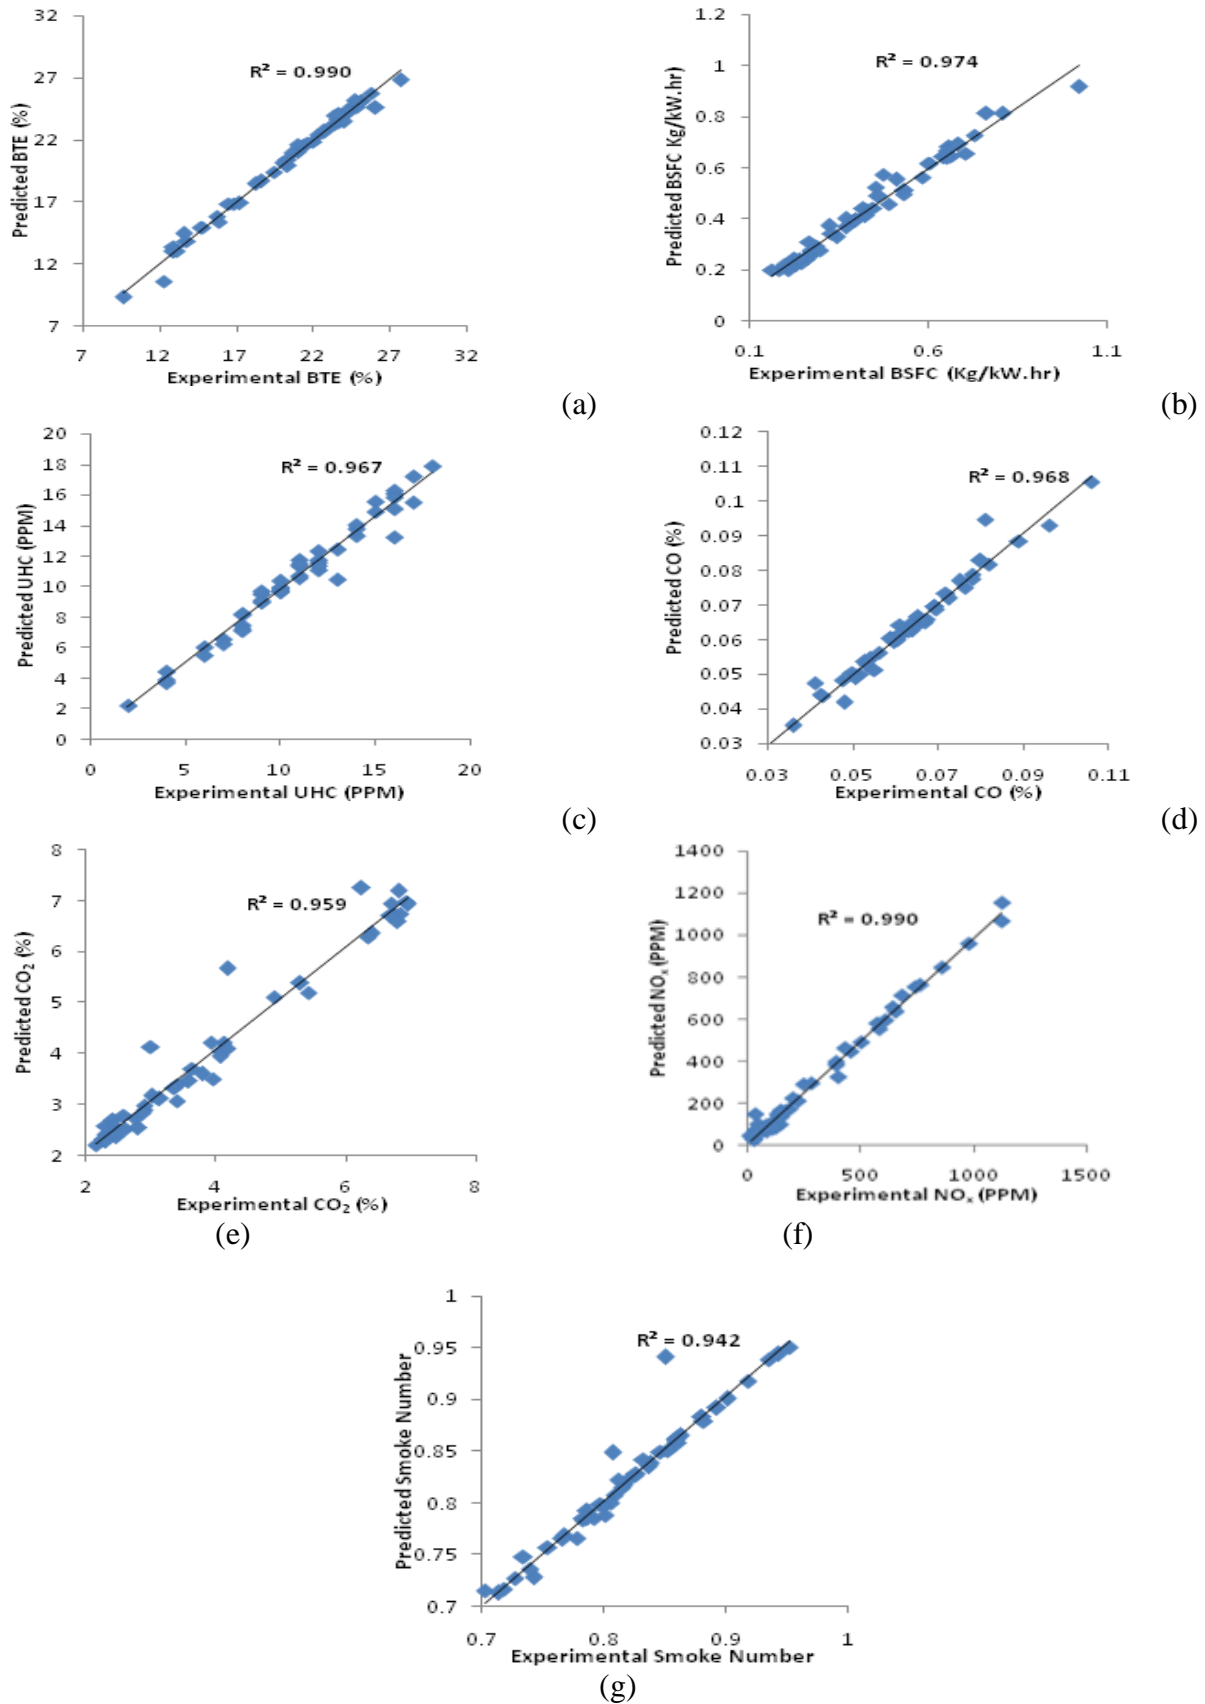 32
27
22
17
12
7
Predicted BTE (%)
R² = 0.990
7 12 17 22 27 32
Experimental BTE (%)
(a)
1.2
1
0.8
0.6
0.4
0.2
0
Predicted BSFC Kg/kW.hr)
R² = 0.974
0.1 0.6 1.1
Experimental BSFC (Kg/kW.hr)
(b)
20
18
16
14
12
10
8
6
4
2
0
Predicted UHC (PPM)
R² = 0.967
0 5 10 15 20
Experimental UHC (PPM)
(c)
0.12
0.11
0.1
0.09
0.08
0.07
0.06
0.05
0.04
0.03
Predicted CO (%)
R² = 0.968
0.03 0.05 0.07 0.09 0.11
Experimental CO (%)
(d)
8
7
6
5
4
3
2
Predicted CO₂ (%)
R² = 0.959
2 4 6 8
Experimental CO₂ (%)
(e)
1400
1200
1000
800
600
400
200
0
Predicted NOₓ (PPM)
R² = 0.990
0 500 1000 1500
Experimental NOₓ (PPM)
(f)
1
0.95
0.9
0.85
0.8
0.75
0.7
Predicted Smoke Number
R² = 0.942
0.7 0.8 0.9 1
Experimental Smoke Number
(g)